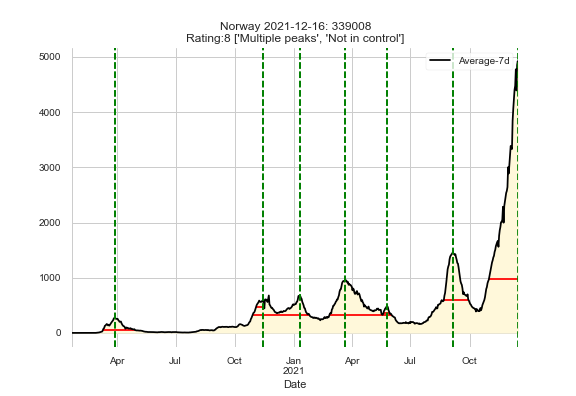 Norway 2021-12-16: 339008
Rating:8 ['Multiple peaks', 'Not in control']
Average-7d
5000
4000
3000
2000
1000
0
Apr Jul Oct Jan Apr Jul Oct
2021
Date